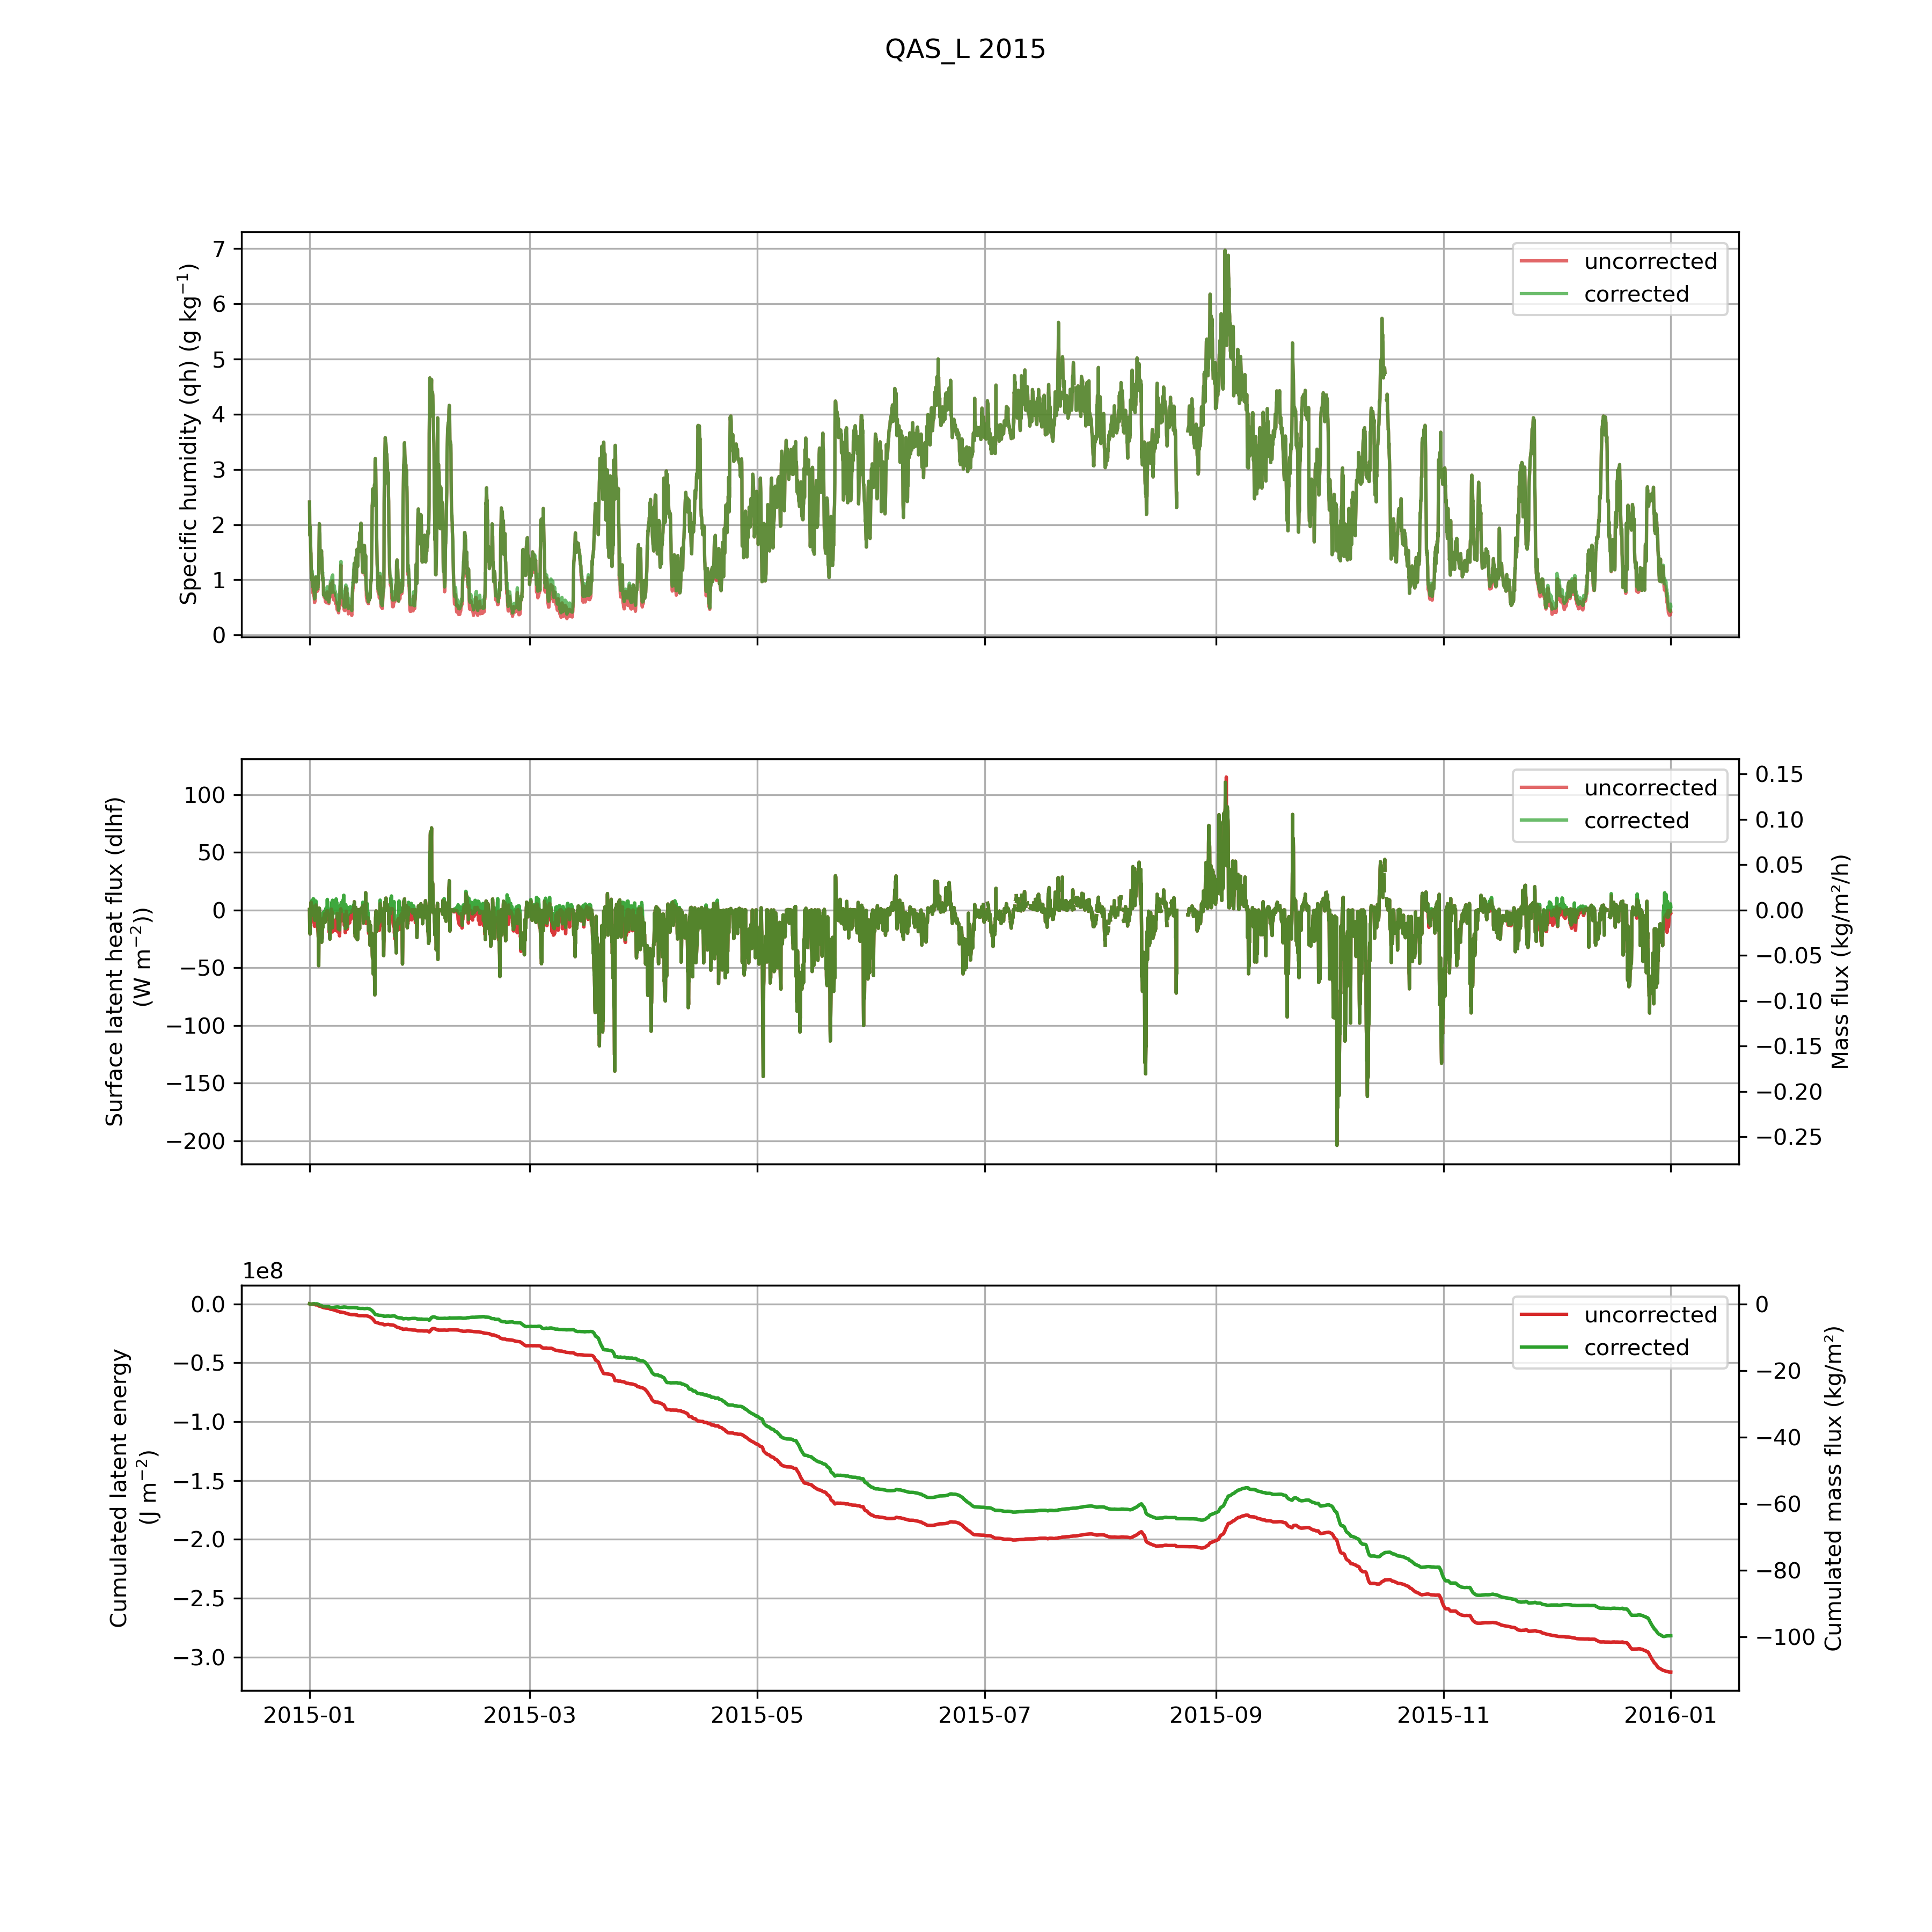 QAS_L 2015
Specific humidity (qh) (g kg⁻¹)
7
6
5
4
3
2
1
0
uncorrected
corrected
Surface latent heat flux (dlhf)
(W m⁻²))
100
50
0
−50
−100
−150
−200
uncorrected
corrected
0.15
0.10
0.05
0.00
−0.05
−0.10
−0.15
−0.20
−0.25
Mass flux (kg/m²/h)
1e8
Cumulated latent energy
(J m⁻²)
0.0
−0.5
−1.0
−1.5
−2.0
−2.5
−3.0
uncorrected
corrected
0
−20
−40
−60
−80
−100
Cumulated mass flux (kg/m²)
2015-01 2015-03 2015-05 2015-07 2015-09 2015-11 2016-01